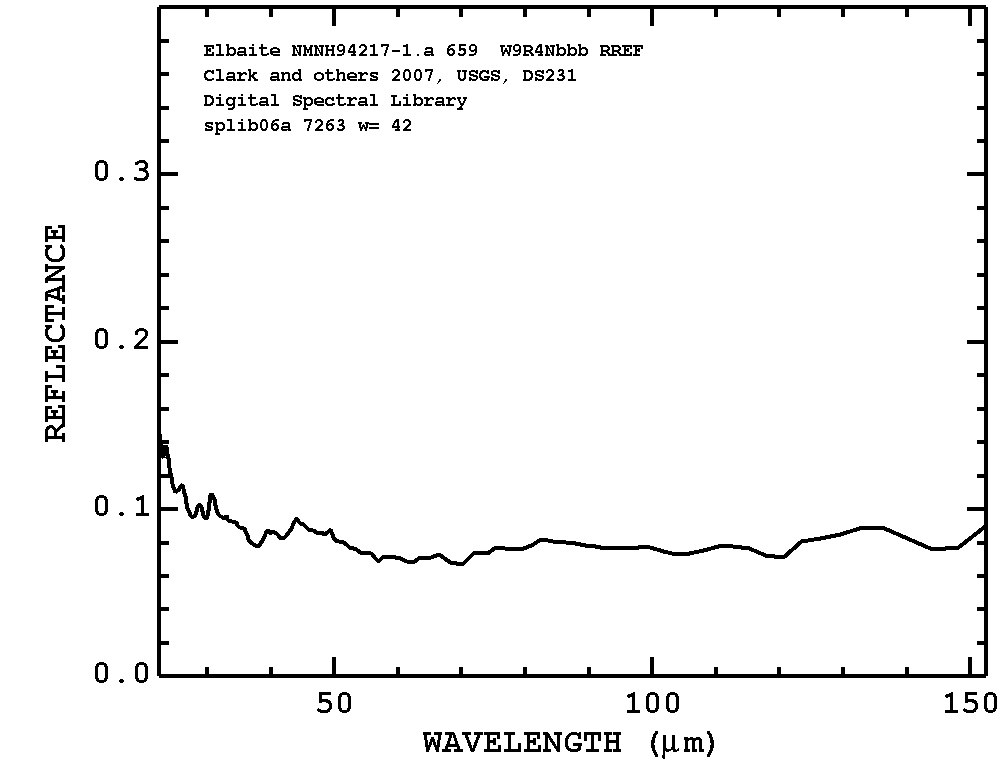 Elbaite NMNH94217-1.a 659  W9R4Nbbb RREF
Clark and others 2007, USGS, DS231
Digital Spectral Library
splib06a 7263 w= 42
0.3
0.2
0.1
0.0
REFLECTANCE
50
100
150
WAVELENGTH (μm)